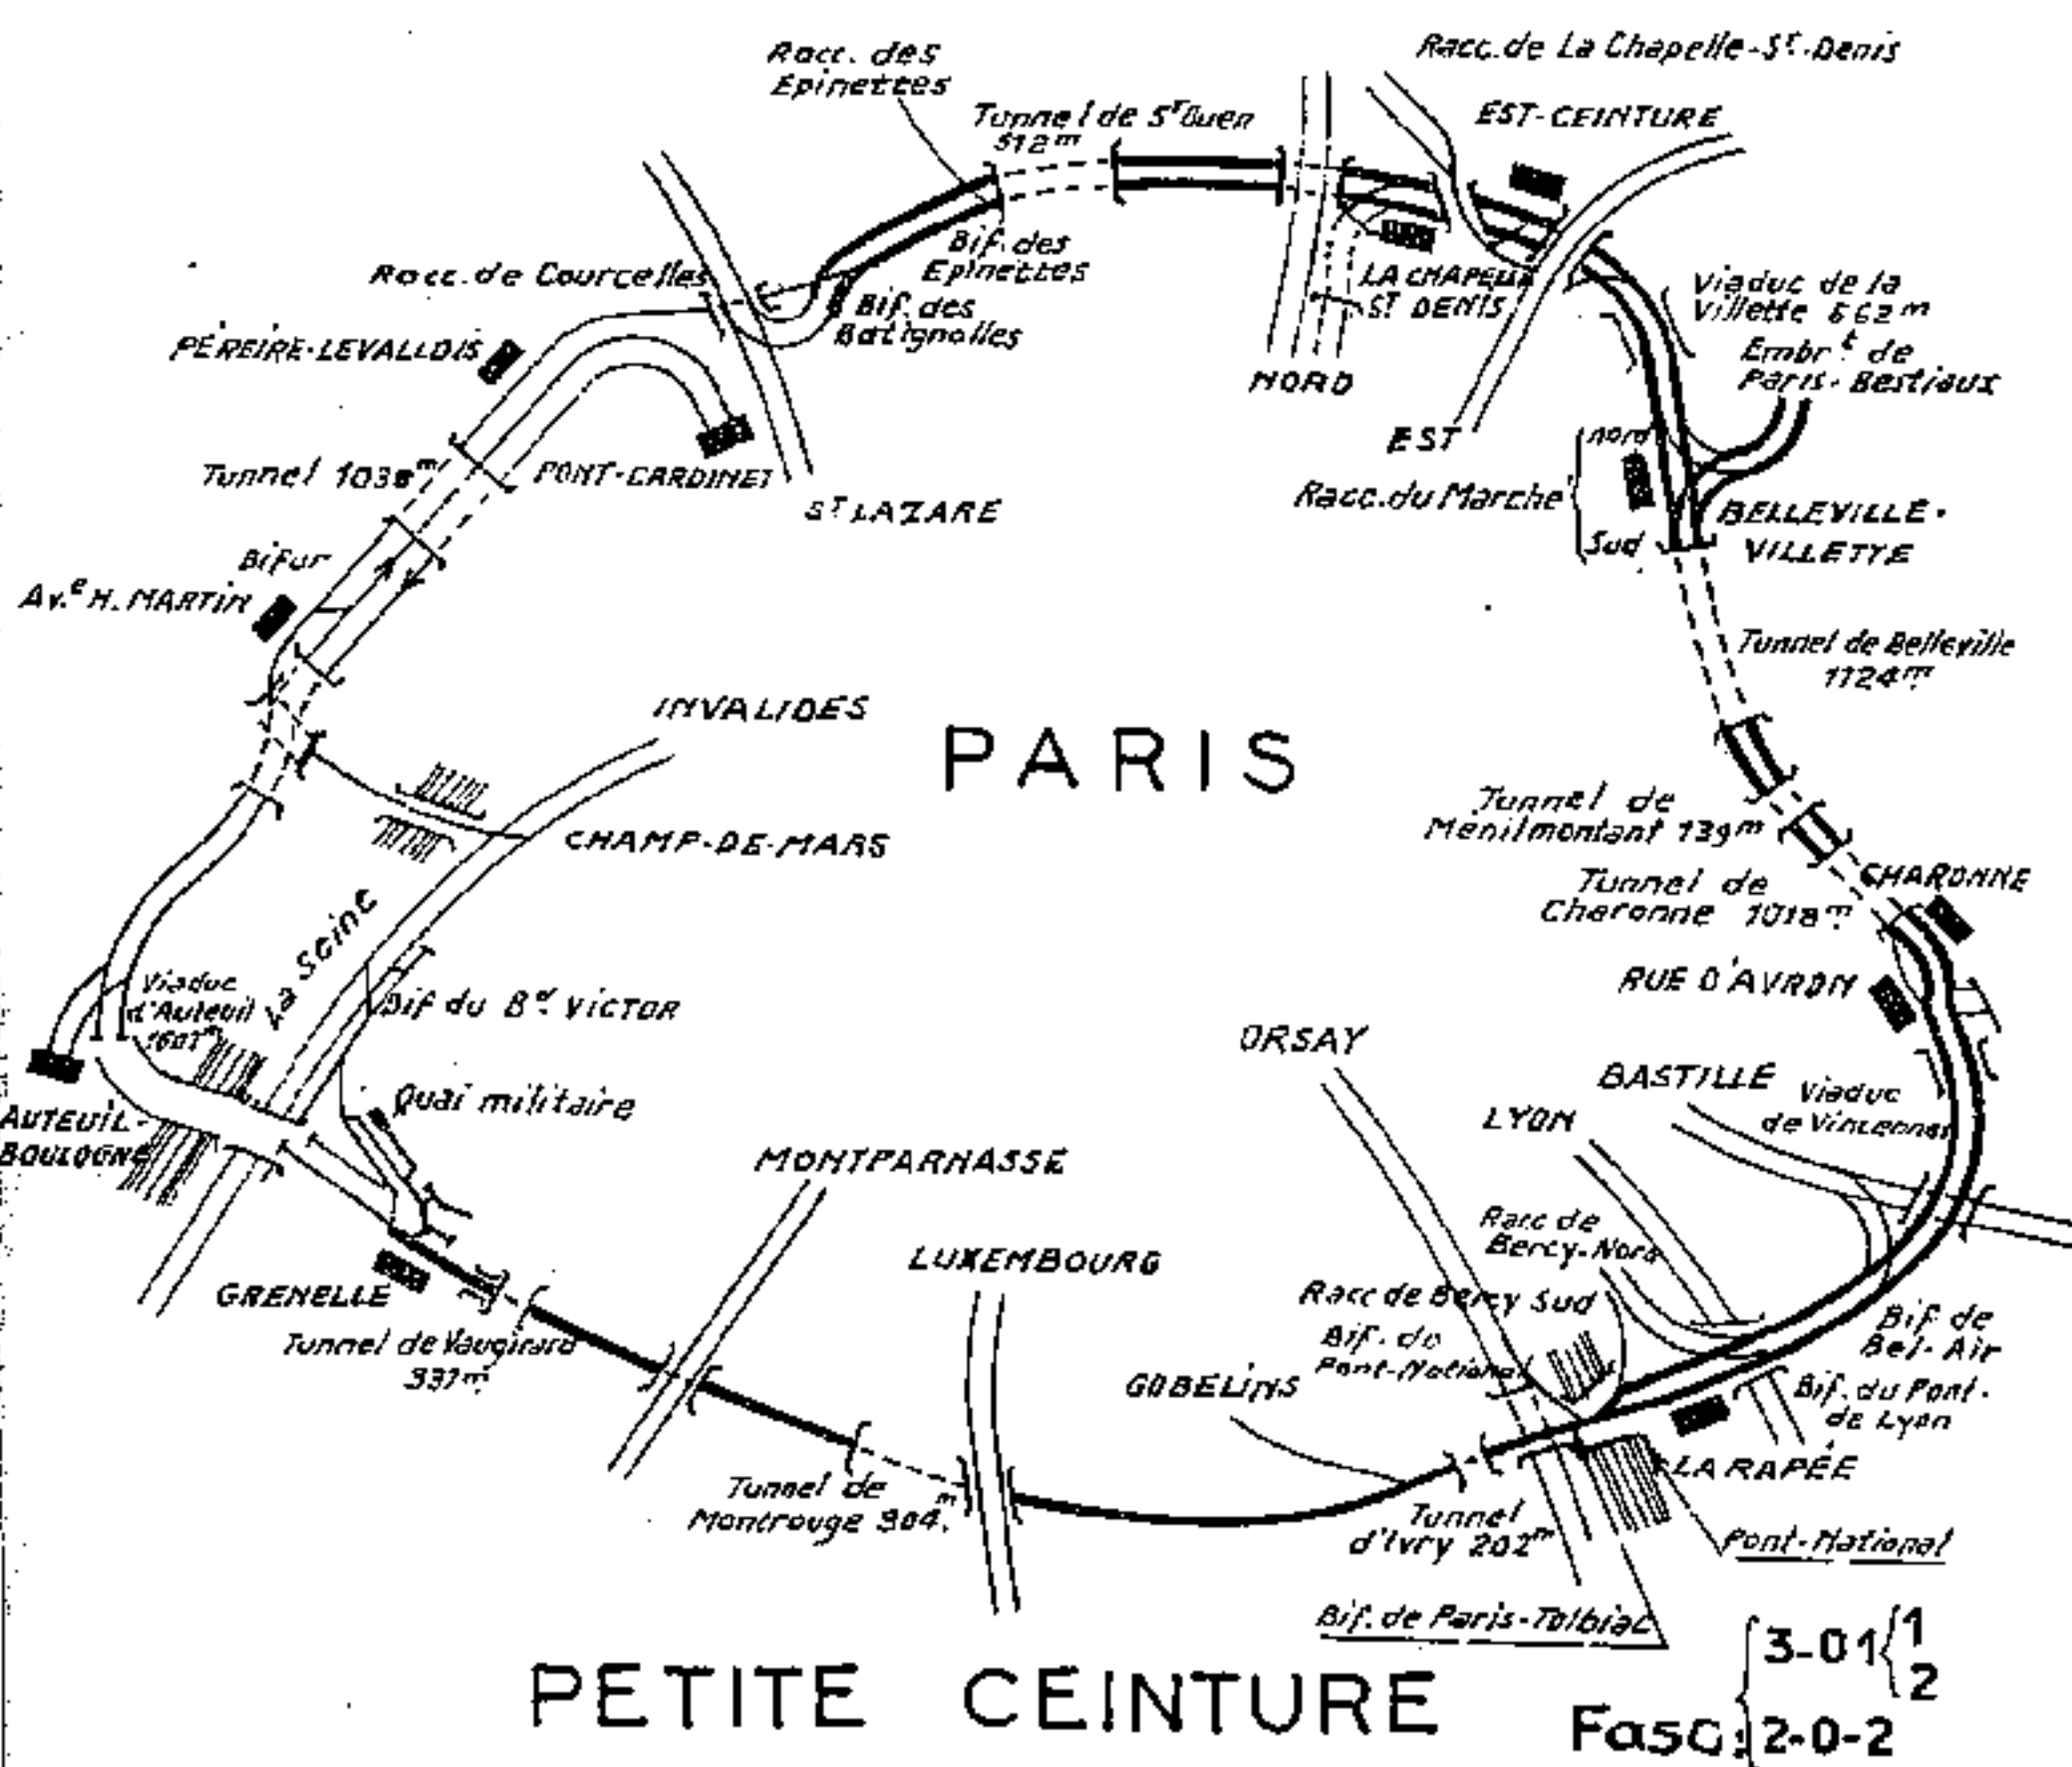 Racc. des
Epinettes
Racc. de La Chapelle-St-Denis
EST-CEINTURE
Tunnel de St Ouen
512m
Bif. des
Epinettes
Racc. de Courcelles
Bif. des
Batignolles
PÉREIRE-LEVALLOIS
LA CHAPELLE
ST DENIS
NORD
Viaduc de la
Villette 662m
Embr.t de
Paris-Bestiaux
EST
nord
Racc. du Marché
Sud
BELLEVILLE-
VILLETTE
Tunnel 1038m
PONT-CARDINET
ST LAZARE
Bifur
Av.e H. MARTIN
Tunnel de Belleville
1124m
INVALIDES
PARIS
Tunnel de
Ménilmontant 139m
CHAMP-DE-MARS
CHARONNE
Tunnel de
Charonne 1018m
La Seine
RUE D'AVRON
Viaduc
d'Auteuil
1607m
Bif du Bd VICTOR
ORSAY
BASTILLE
Viaduc
de Vincennes
Quai militaire
LYON
AUTEUIL-
BOULOGNE
MONTPARNASSE
Racc de
Bercy-Nord
LUXEMBOURG
GRENELLE
Racc de Bercy Sud
Bif de
Bel-Air
Tunnel de Vaugirard
331m
Bif. du
Pont-National
GOBELINS
Bif. du Pont-
de Lyon
LA RAPÉE
Tunnel de
Montrouge 904m
Tunnel
d'Ivry 202m
Pont-National
Bif. de Paris-Tolbiac
3-01 { 1
2
PETITE CEINTURE
Fasc: 2-0-2